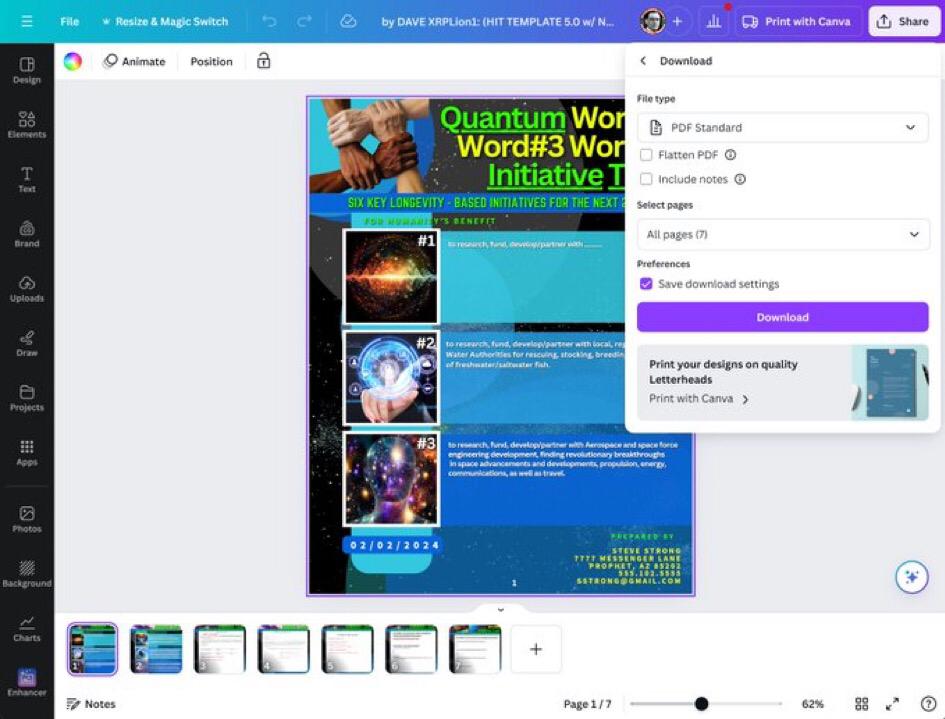 File
Resize & Magic Switch
by DAVE XRPLion1: (HIT TEMPLATE 5.0 w/ N...
Print with Canva
Share
Animate
Position
Design
Elements
Text
Brand
Uploads
Draw
Projects
Apps
Photos
Background
Charts
Enhancer
Quantum Wor
Word#3 Wor
Initiative T
SIX KEY LONGEVITY - BASED INITIATIVES FOR THE NEXT 2
FOR HUMANITY'S BENEFIT
#1
to research, fund, develop/partner with
#2
to research, fund, develop/partner with local, reg
Water Authorities for rescuing, stocking, breedin
of freshwater/saltwater fish.
#3
to research, fund, develop/partner with Aerospace and space force
engineering development, finding revolutionary breakthroughs
in space advancements and developments, propulsion, energy,
communications, as well as travel.
02/02/2024
PREPARED BY
STEVE STRONG
7777 MESSENGER LANE
PROPHET, AZ 85202
555.102.5555
SSTRONG@GMAIL.COM
1
Download
File type
PDF Standard
Flatten PDF
Include notes
Select pages
All pages (7)
Preferences
Save download settings
Download
Print your designs on quality
Letterheads
Print with Canva
1
2
3
4
5
6
7
Notes
Page 1 / 7
62%